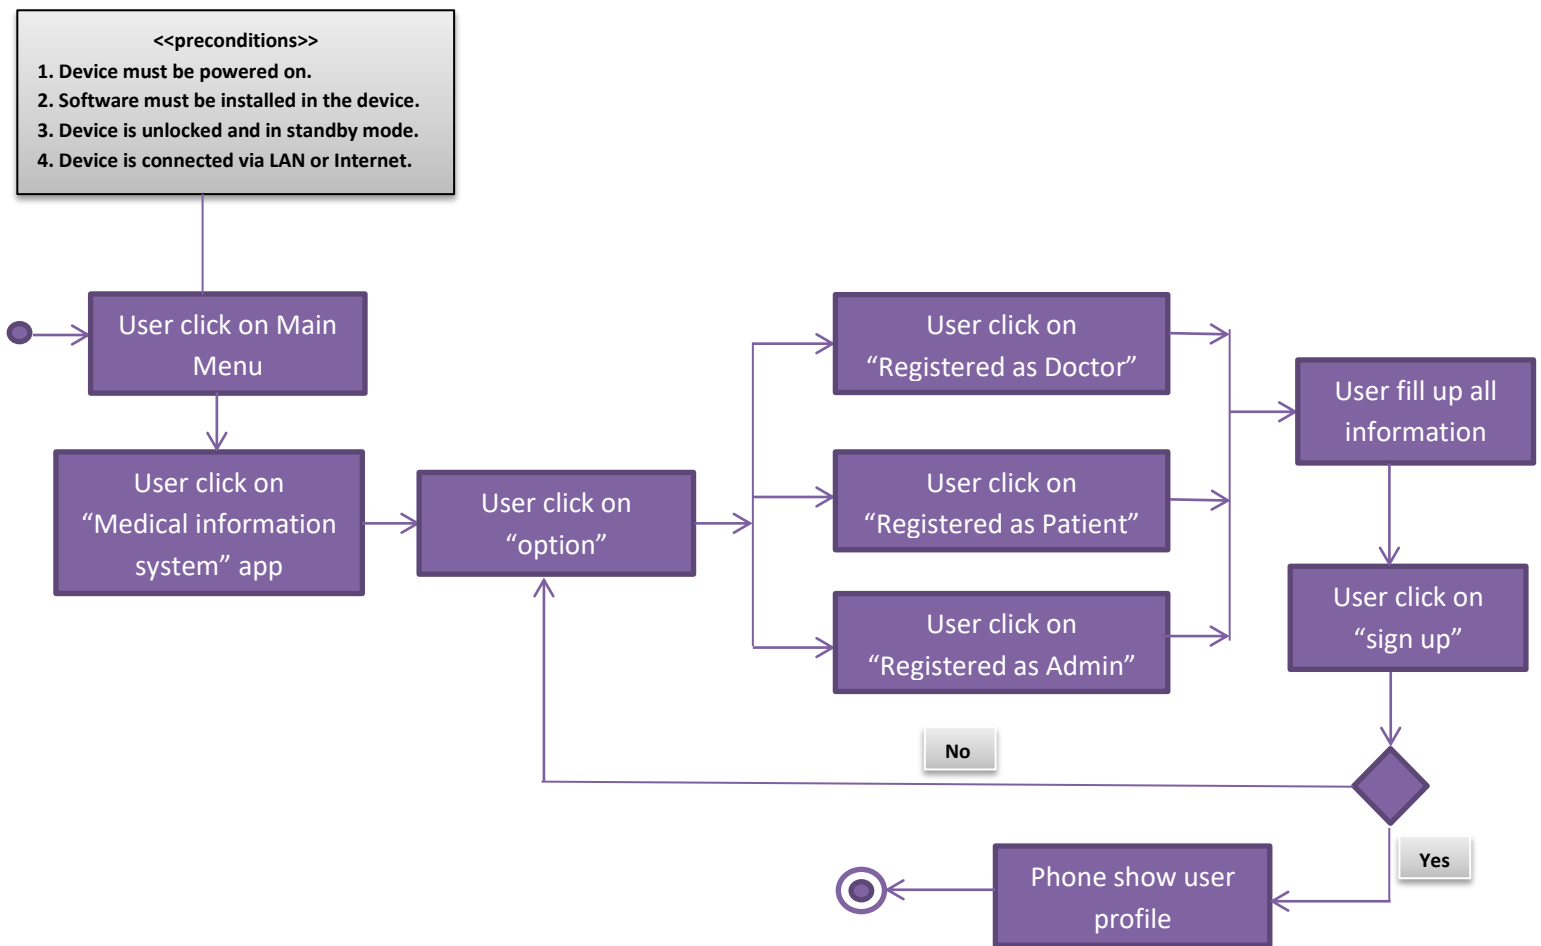 <<preconditions>>
1. Device must be powered on.
2. Software must be installed in the device.
3. Device is unlocked and in standby mode.
4. Device is connected via LAN or Internet.
User click on Main
Menu
User click on
“Medical information
system” app
User click on
“option”
User click on
“Registered as Doctor”
User click on
“Registered as Patient”
User click on
“Registered as Admin”
User fill up all
information
User click on
“sign up”
No
Yes
Phone show user
profile